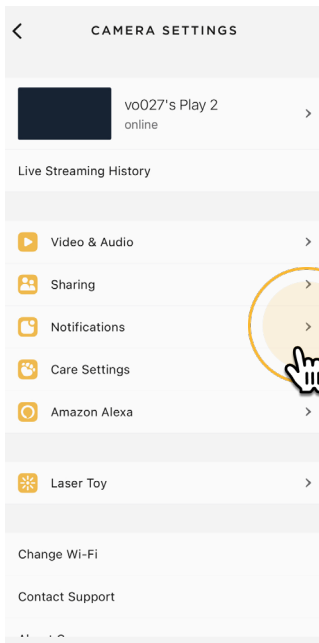 CAMERA SETTINGS
vo027's Play 2
online
Live Streaming History
Video & Audio
Sharing
Notifications
Care Settings
Amazon Alexa
Laser Toy
Change Wi-Fi
Contact Support